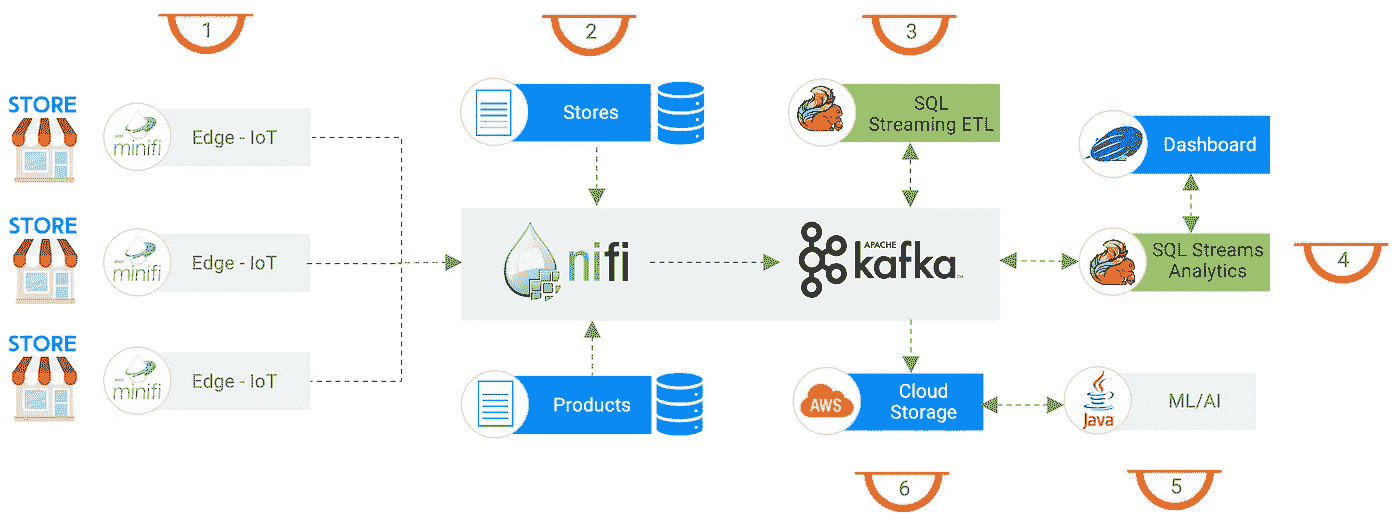 1
2
3
STORE
minifi
Edge - IoT
Stores
SQL
Streaming ETL
Dashboard
STORE
minifi
Edge - IoT
nifi
APACHE
kafka
SQL Streams
Analytics
4
STORE
minifi
Edge - IoT
Products
AWS
Cloud
Storage
Java
ML/AI
6
5